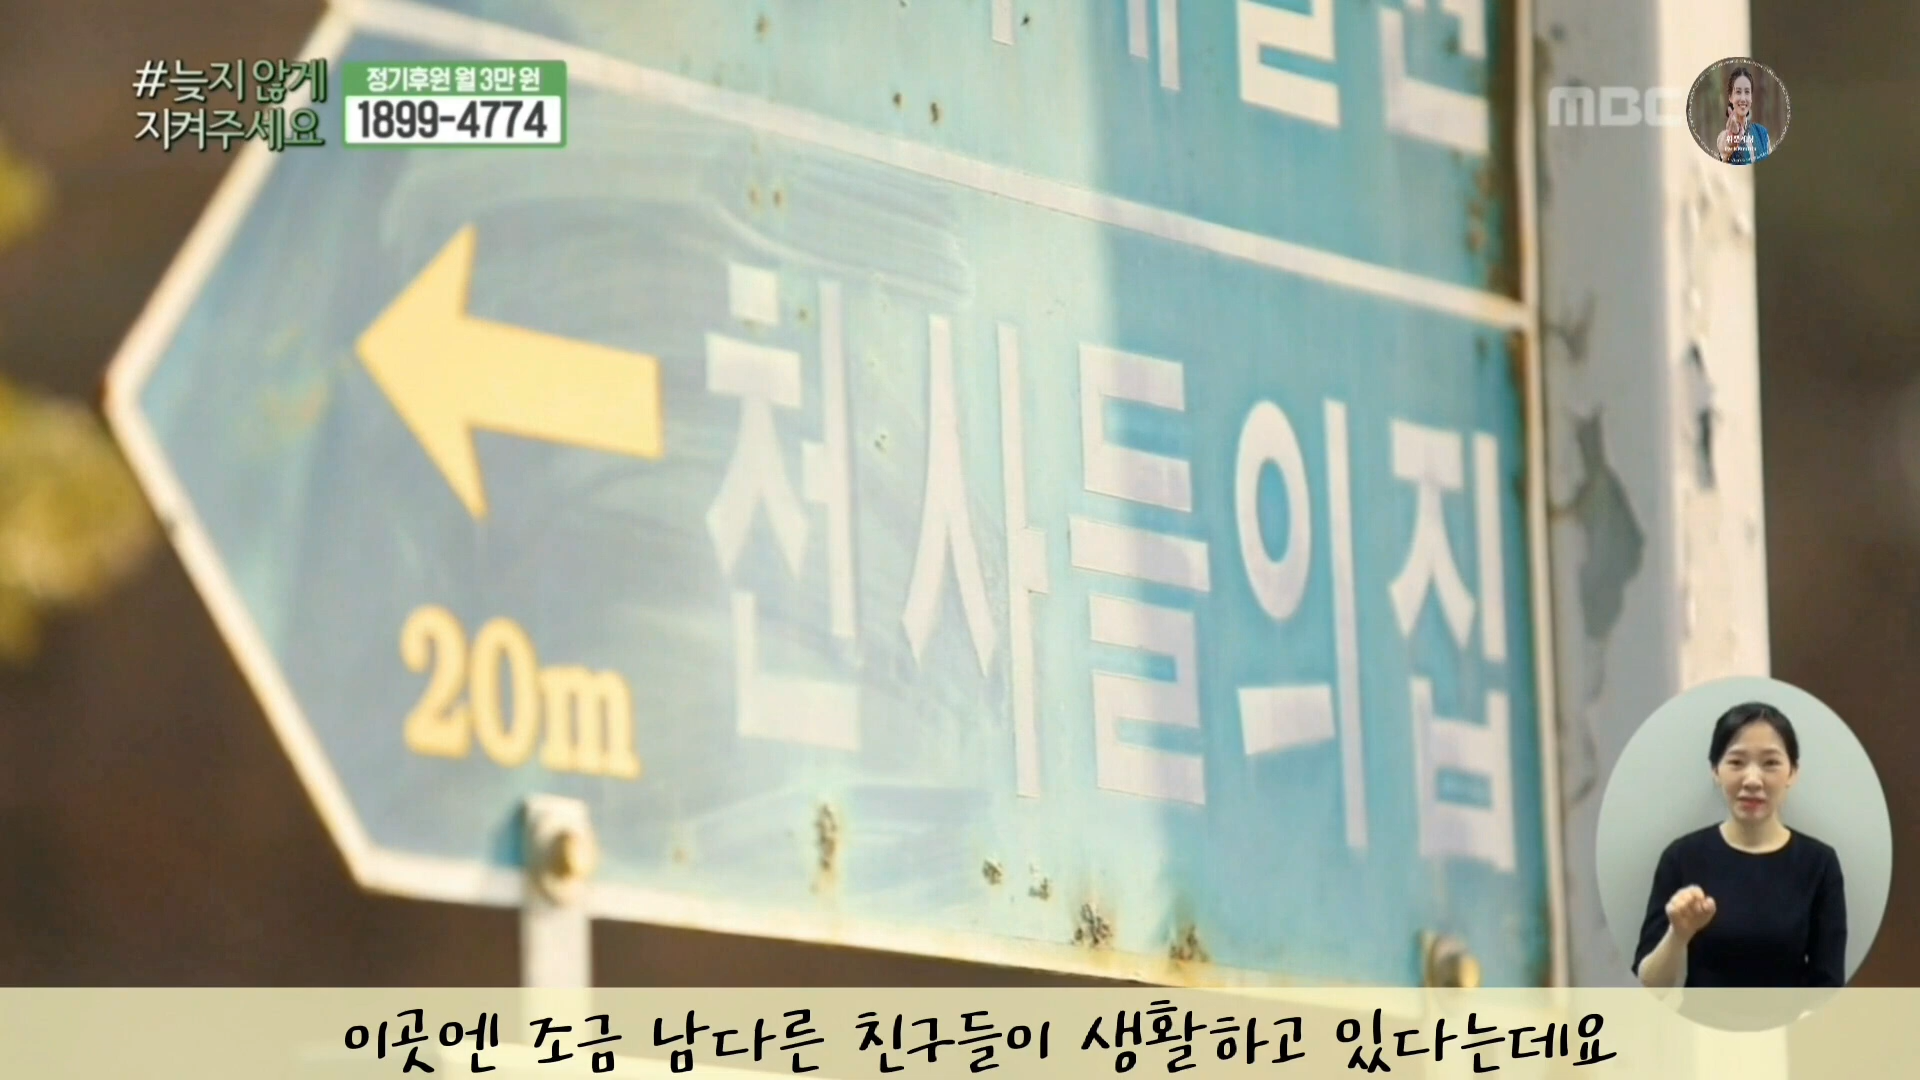 #늦지 않게
지켜주세요
정기후원 월 3만 원
1899-4774
MBC
천사들의집
20m
이곳엔 조금 남다른 친구들이 생활하고 있다는데요